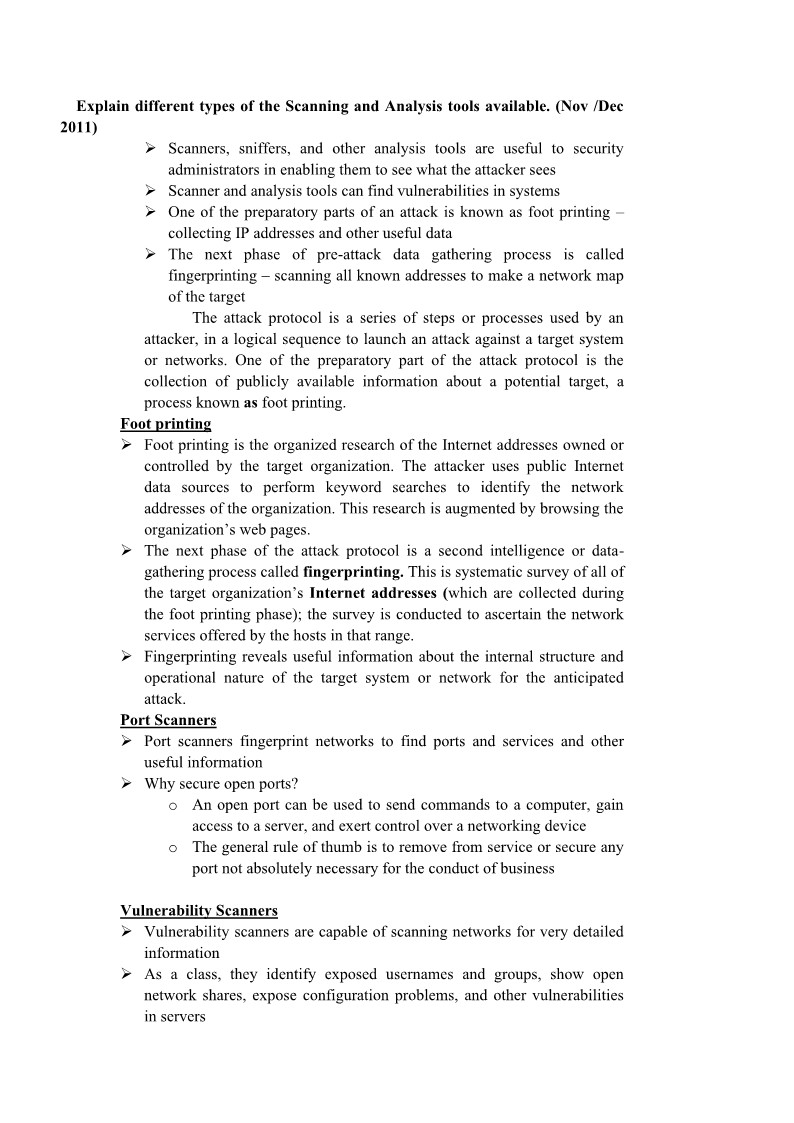 Explain different types of the Scanning and Analysis tools available. (Nov /Dec
2011)
➢ Scanners, sniffers, and other analysis tools are useful to security
administrators in enabling them to see what the attacker sees
➢ Scanner and analysis tools can find vulnerabilities in systems
➢ One of the preparatory parts of an attack is known as foot printing –
collecting IP addresses and other useful data
➢ The next phase of pre-attack data gathering process is called
fingerprinting – scanning all known addresses to make a network map
of the target
The attack protocol is a series of steps or processes used by an
attacker, in a logical sequence to launch an attack against a target system
or networks. One of the preparatory part of the attack protocol is the
collection of publicly available information about a potential target, a
process known as foot printing.
Foot printing
➢ Foot printing is the organized research of the Internet addresses owned or
controlled by the target organization. The attacker uses public Internet
data sources to perform keyword searches to identify the network
addresses of the organization. This research is augmented by browsing the
organization’s web pages.
➢ The next phase of the attack protocol is a second intelligence or data-
gathering process called fingerprinting. This is systematic survey of all of
the target organization’s Internet addresses (which are collected during
the foot printing phase); the survey is conducted to ascertain the network
services offered by the hosts in that range.
➢ Fingerprinting reveals useful information about the internal structure and
operational nature of the target system or network for the anticipated
attack.
Port Scanners
➢ Port scanners fingerprint networks to find ports and services and other
useful information
➢ Why secure open ports?
o An open port can be used to send commands to a computer, gain
access to a server, and exert control over a networking device
o The general rule of thumb is to remove from service or secure any
port not absolutely necessary for the conduct of business
Vulnerability Scanners
➢ Vulnerability scanners are capable of scanning networks for very detailed
information
➢ As a class, they identify exposed usernames and groups, show open
network shares, expose configuration problems, and other vulnerabilities
in servers